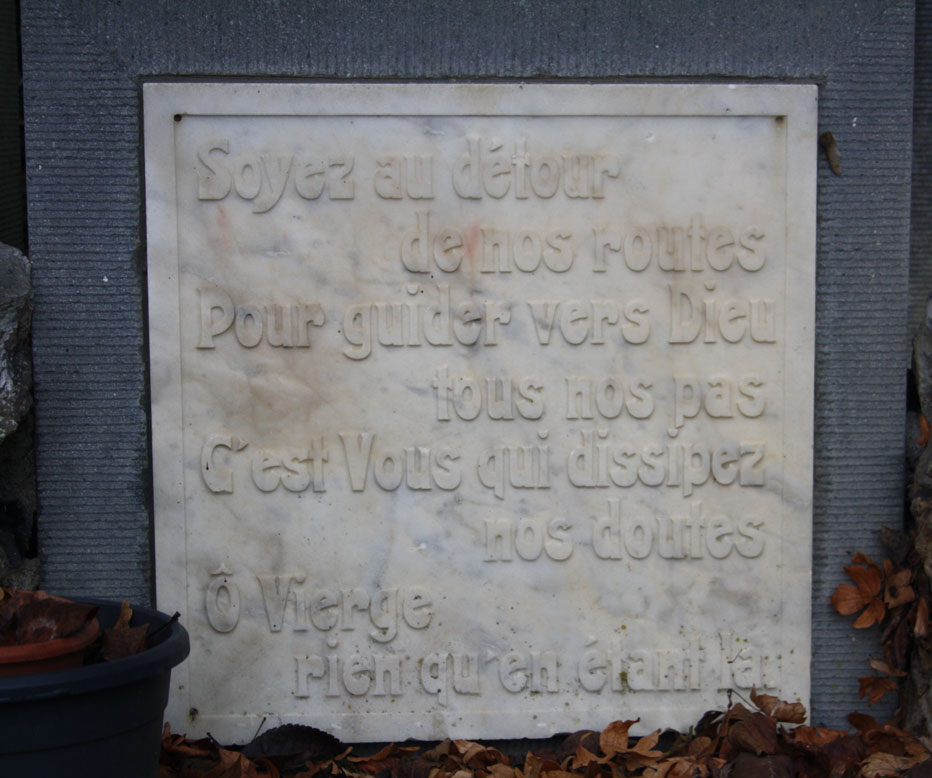 Soyez au détour
de nos routes
Pour guider vers Dieu
tous nos pas
C'est Vous qui dissipez
nos doutes
Ô Vierge
rien qu'en étant là.